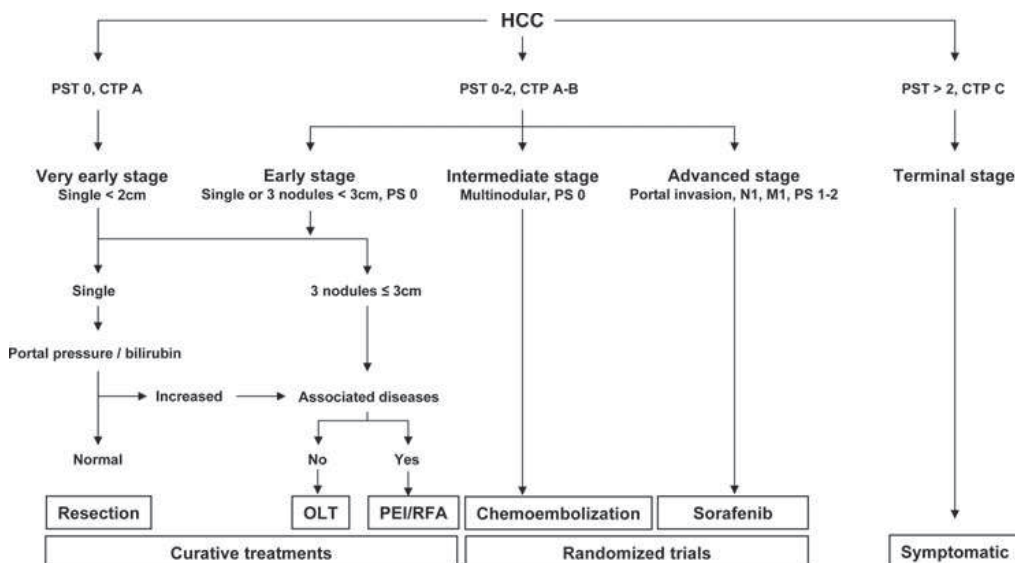 HCC
PST 0, CTP A
PST 0-2, CTP A-B
PST > 2, CTP C
Very early stage
Single < 2cm
Early stage
Single or 3 nodules < 3cm, PS 0
Intermediate stage
Multinodular, PS 0
Advanced stage
Portal invasion, N1, M1, PS 1-2
Terminal stage
Single
3 nodules ≤ 3cm
Portal pressure / bilirubin
Increased
Associated diseases
Normal
No
Yes
Resection
OLT
PEI/RFA
Chemoembolization
Sorafenib
Curative treatments
Randomized trials
Symptomatic